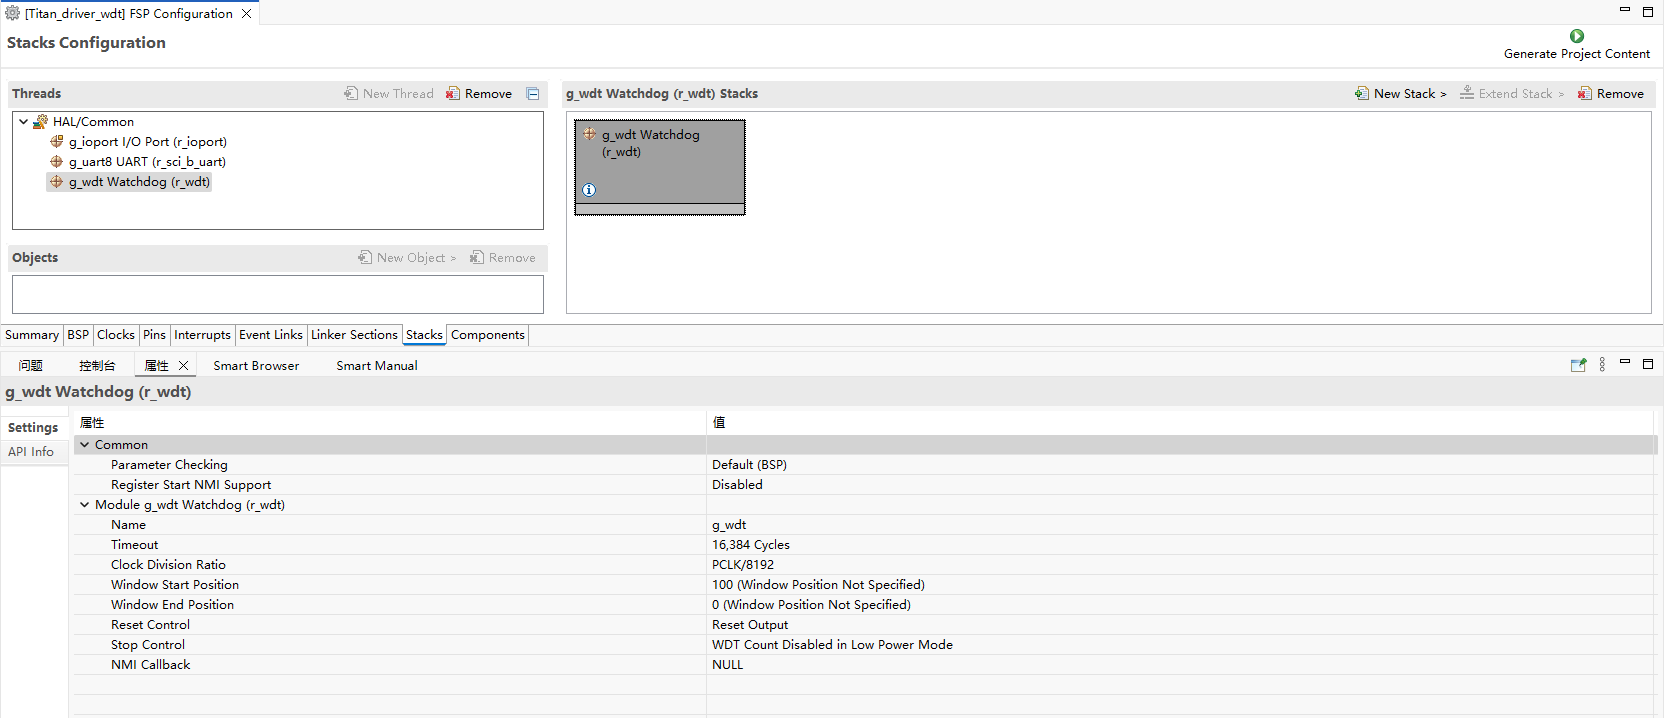 [Titan_driver_wdt] FSP Configuration
Stacks Configuration
Generate Project Content
Threads
New Thread
Remove
HAL/Common
g_ioport I/O Port (r_ioport)
g_uart8 UART (r_sci_b_uart)
g_wdt Watchdog (r_wdt)
Objects
New Object >
Remove
g_wdt Watchdog (r_wdt) Stacks
New Stack >
Extend Stack >
Remove
g_wdt Watchdog
(r_wdt)
Summary BSP Clocks Pins Interrupts Event Links Linker Sections Stacks Components
问题 控制台 属性 Smart Browser Smart Manual
g_wdt Watchdog (r_wdt)
Settings
API Info
属性 值
Common
Parameter Checking Default (BSP)
Register Start NMI Support Disabled
Module g_wdt Watchdog (r_wdt)
Name g_wdt
Timeout 16,384 Cycles
Clock Division Ratio PCLK/8192
Window Start Position 100 (Window Position Not Specified)
Window End Position 0 (Window Position Not Specified)
Reset Control Reset Output
Stop Control WDT Count Disabled in Low Power Mode
NMI Callback NULL